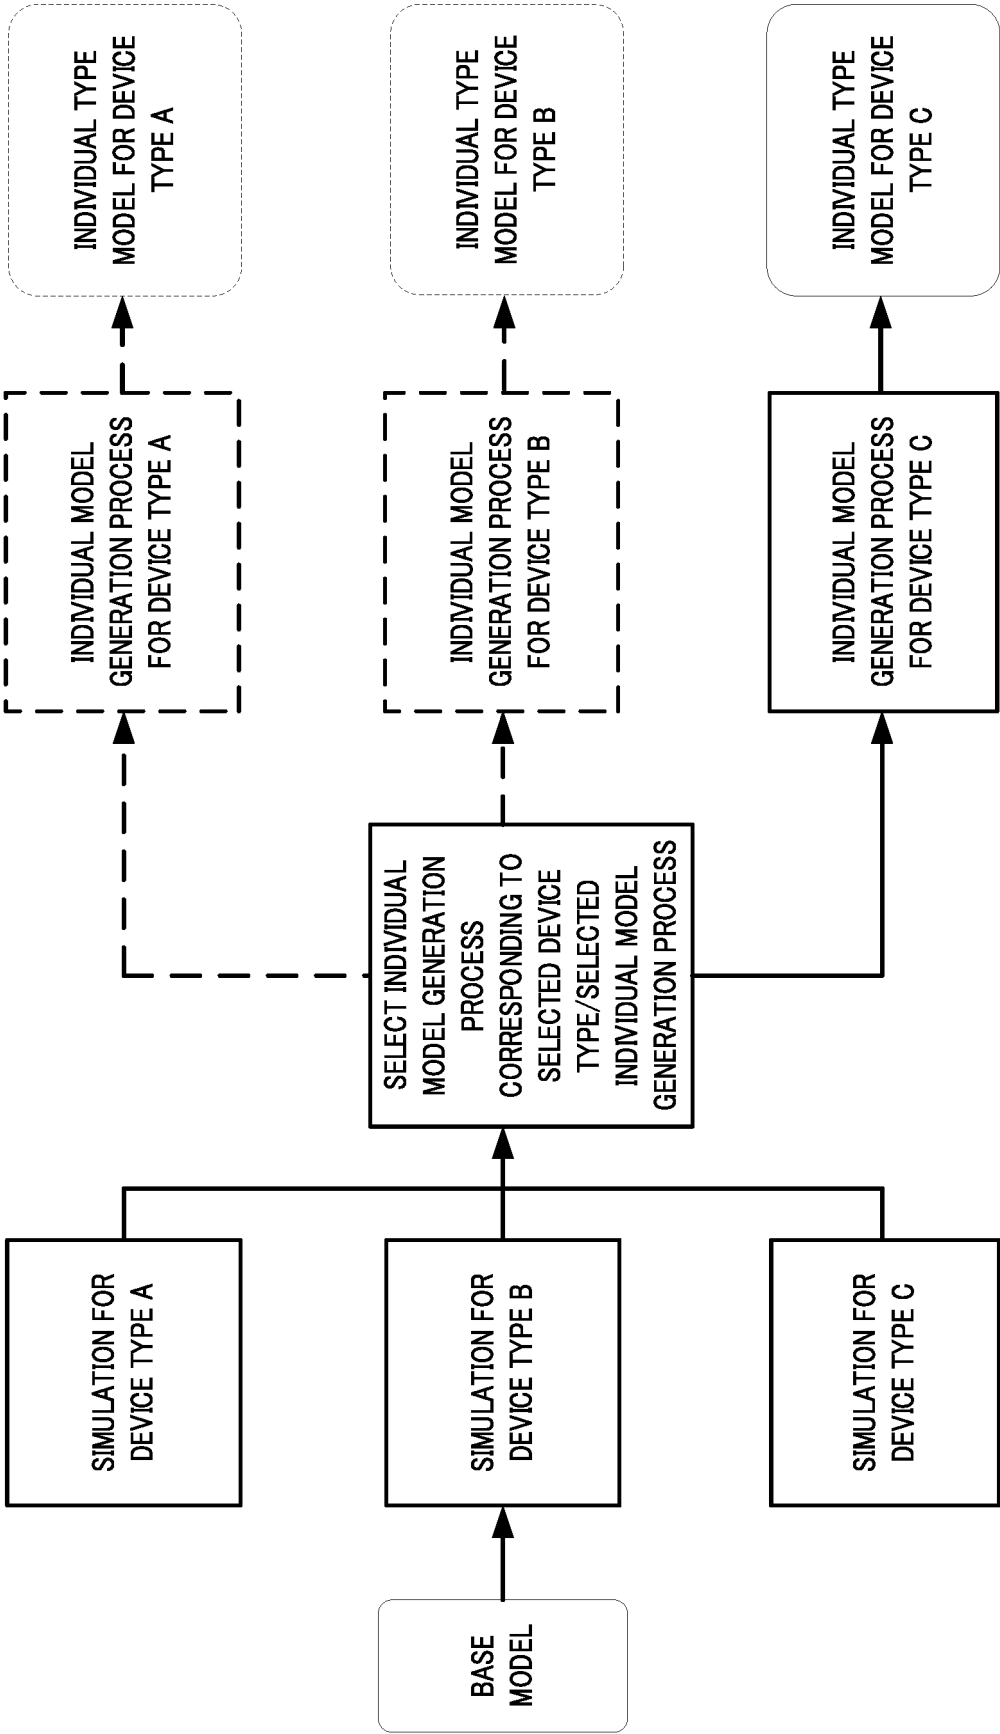 BASE
MODEL
SIMULATION FOR
DEVICE TYPE A
SIMULATION FOR
DEVICE TYPE B
SIMULATION FOR
DEVICE TYPE C
SELECT INDIVIDUAL
MODEL GENERATION
PROCESS
CORRESPONDING TO
SELECTED DEVICE
TYPE/SELECTED
INDIVIDUAL MODEL
GENERATION PROCESS
INDIVIDUAL MODEL
GENERATION PROCESS
FOR DEVICE TYPE A
INDIVIDUAL MODEL
GENERATION PROCESS
FOR DEVICE TYPE B
INDIVIDUAL MODEL
GENERATION PROCESS
FOR DEVICE TYPE C
INDIVIDUAL TYPE
MODEL FOR DEVICE
TYPE A
INDIVIDUAL TYPE
MODEL FOR DEVICE
TYPE B
INDIVIDUAL TYPE
MODEL FOR DEVICE
TYPE C